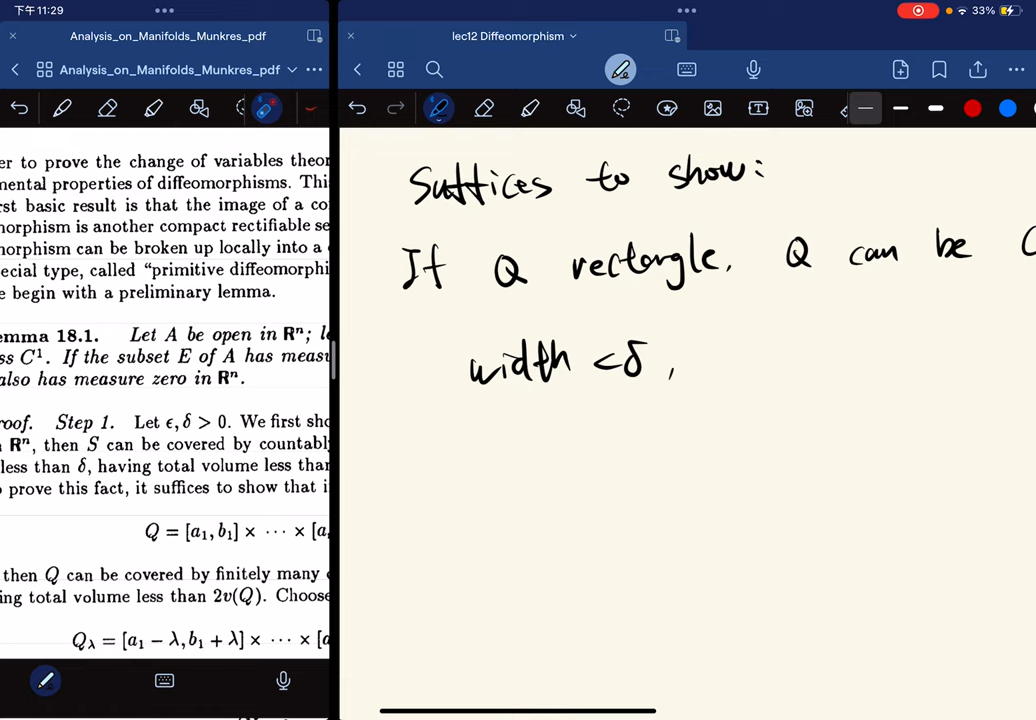 下午11:29
33%
Analysis_on_Manifolds_Munkres_pdf
Analysis_on_Manifolds_Munkres_pdf
er to prove the change of variables theor
mental properties of diffeomorphisms. Thi
rst basic result is that the image of a co
morphism is another compact rectifiable se
morphism can be broken up locally into a
ecial type, called "primitive diffeomorphi
e begin with a preliminary lemma.
emma 18.1. Let A be open in Rⁿ; le
ss C¹. If the subset E of A has measu
also has measure zero in Rⁿ.
roof. Step 1. Let ϵ, δ > 0. We first sho
Rⁿ, then S can be covered by countabl
less than δ, having total volume less than
o prove this fact, it suffices to show that i
Q = [a₁, b₁] × ⋯ × [a
then Q can be covered by finitely many
ing total volume less than 2v(Q). Choose
Q_λ = [a₁ − λ, b₁ + λ] × ⋯ × [a
lec12 Diffeomorphism
Suffices to show:
If Q rectangle. Q can be C
width <δ,